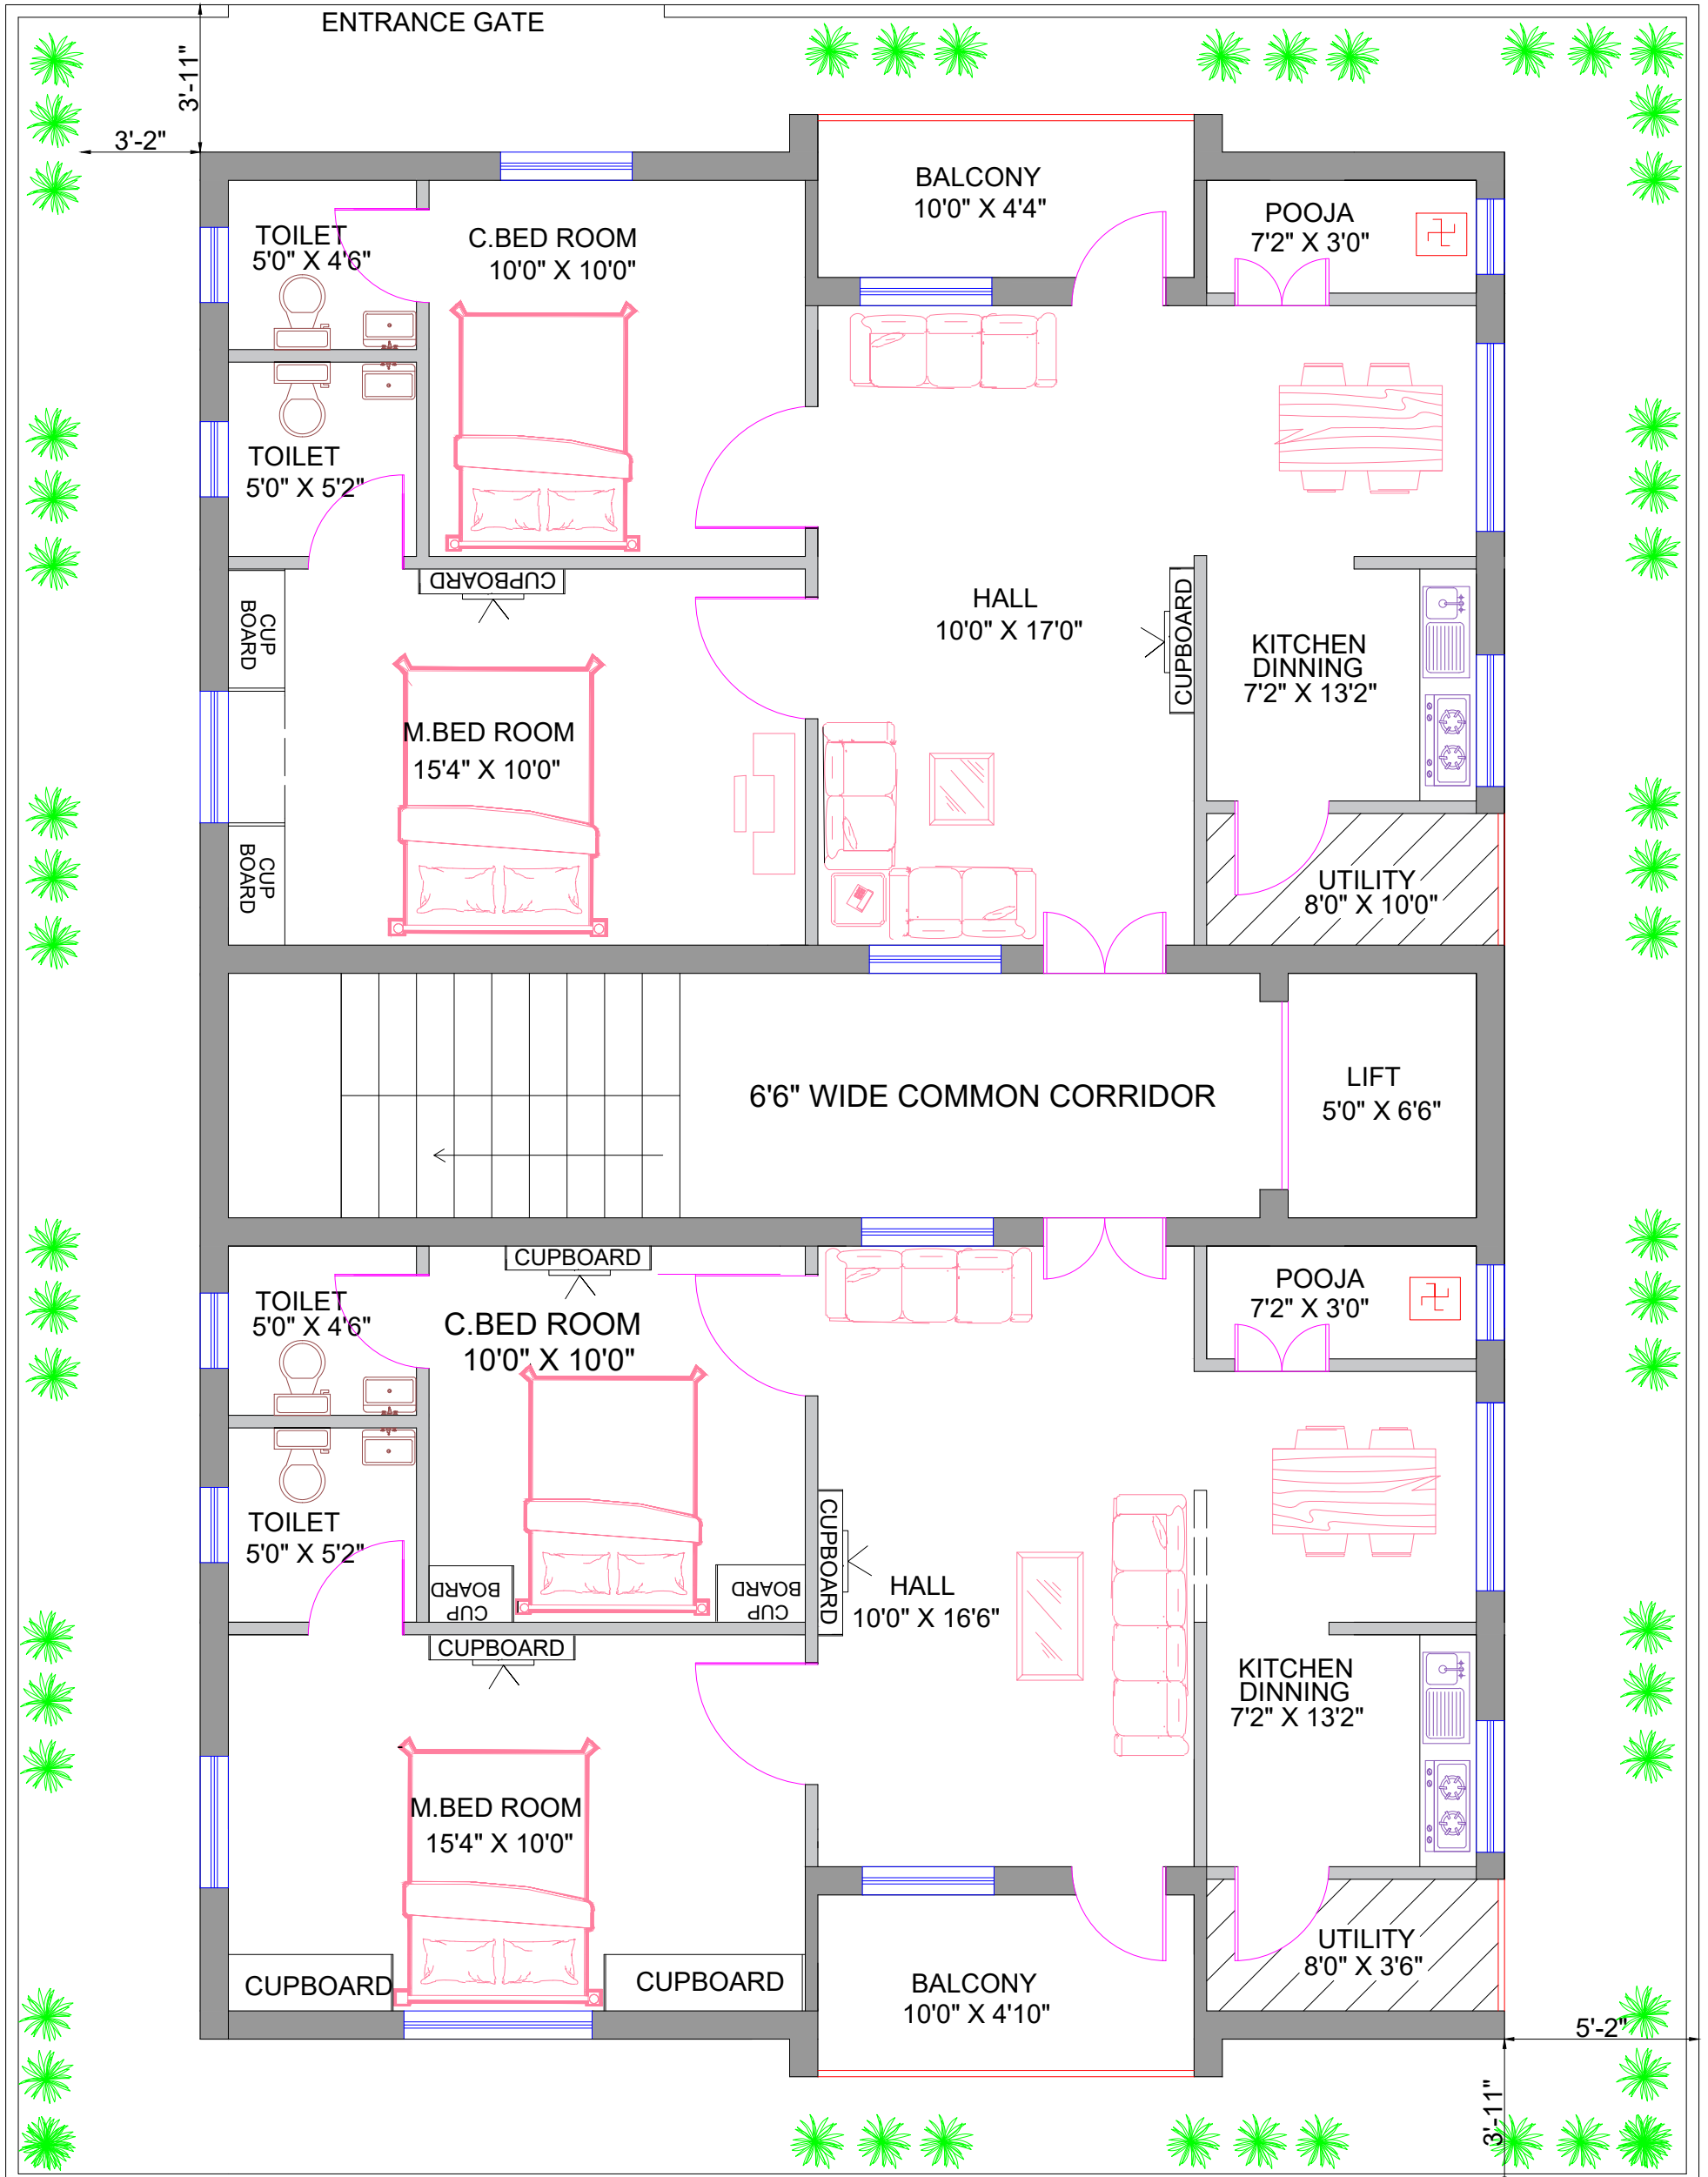 ENTRANCE GATE
3'-11"
3'-2"
BALCONY
10'0" X 4'4"
POOJA
7'2" X 3'0"
TOILET
5'0" X 4'6"
C.BED ROOM
10'0" X 10'0"
TOILET
5'0" X 5'2"
CUPBOARD
CUP
BOARD
HALL
10'0" X 17'0"
CUPBOARD
KITCHEN
DINNING
7'2" X 13'2"
M.BED ROOM
15'4" X 10'0"
CUP
BOARD
UTILITY
8'0" X 10'0"
6'6" WIDE COMMON CORRIDOR
LIFT
5'0" X 6'6"
CUPBOARD
POOJA
7'2" X 3'0"
TOILET
5'0" X 4'6"
C.BED ROOM
10'0" X 10'0"
TOILET
5'0" X 5'2"
CUP
BOARD
CUP
BOARD
CUPBOARD
HALL
10'0" X 16'6"
CUPBOARD
KITCHEN
DINNING
7'2" X 13'2"
M.BED ROOM
15'4" X 10'0"
UTILITY
8'0" X 3'6"
CUPBOARD
CUPBOARD
BALCONY
10'0" X 4'10"
5'-2"
3'-11"